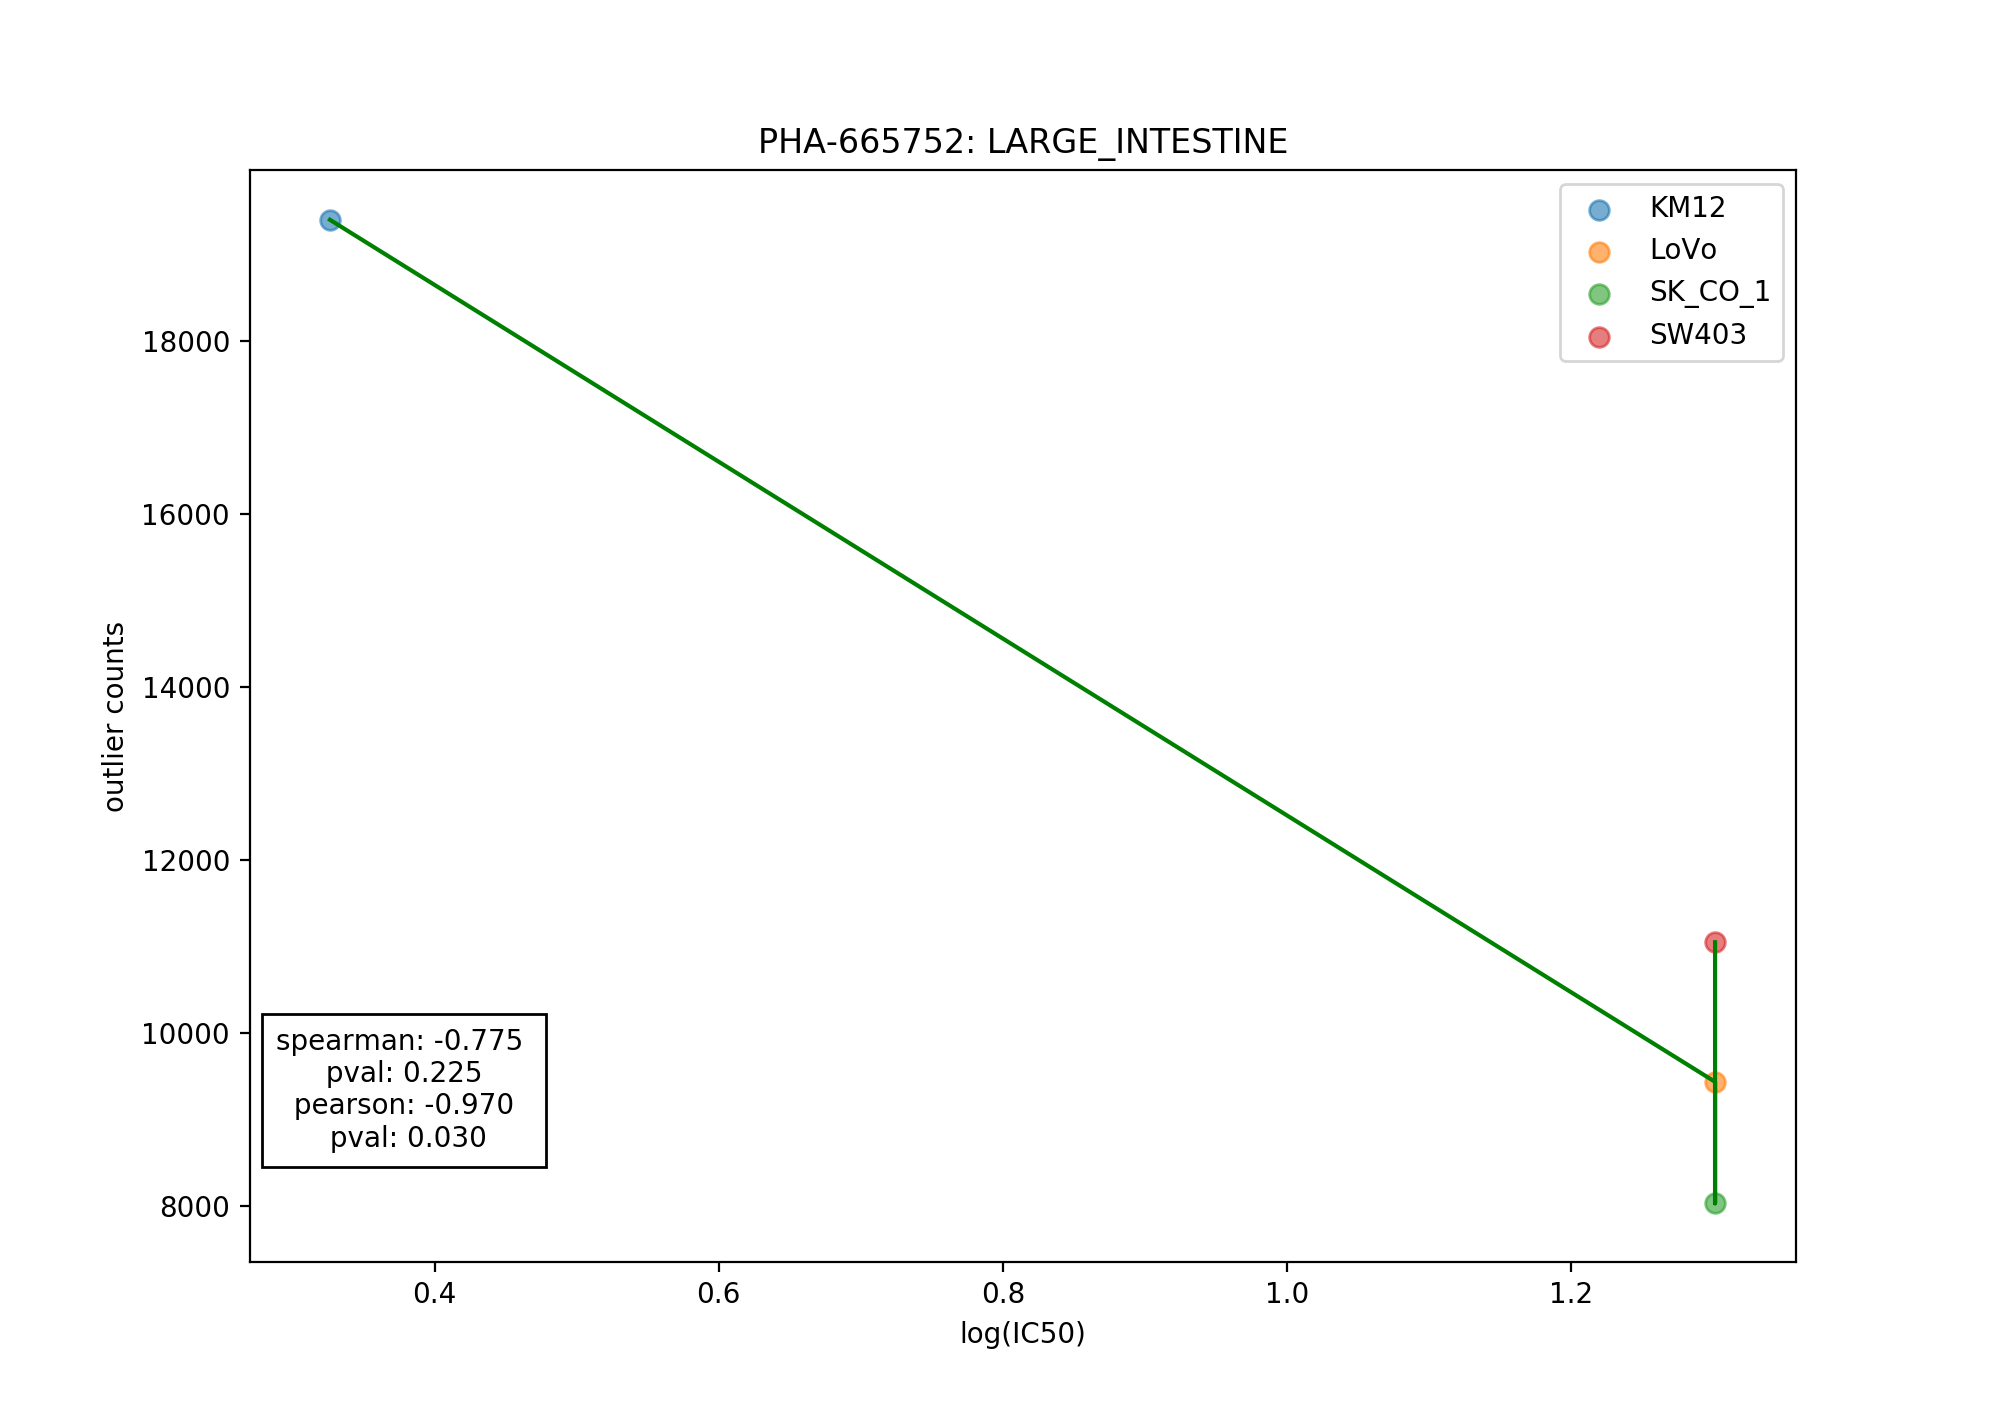 PHA-665752: LARGE_INTESTINE
KM12
LoVo
SK_CO_1
SW403
18000
16000
14000
12000
10000
8000
outlier counts
spearman: -0.775
pval: 0.225
pearson: -0.970
pval: 0.030
0.4
0.6
0.8
1.0
1.2
log(IC50)